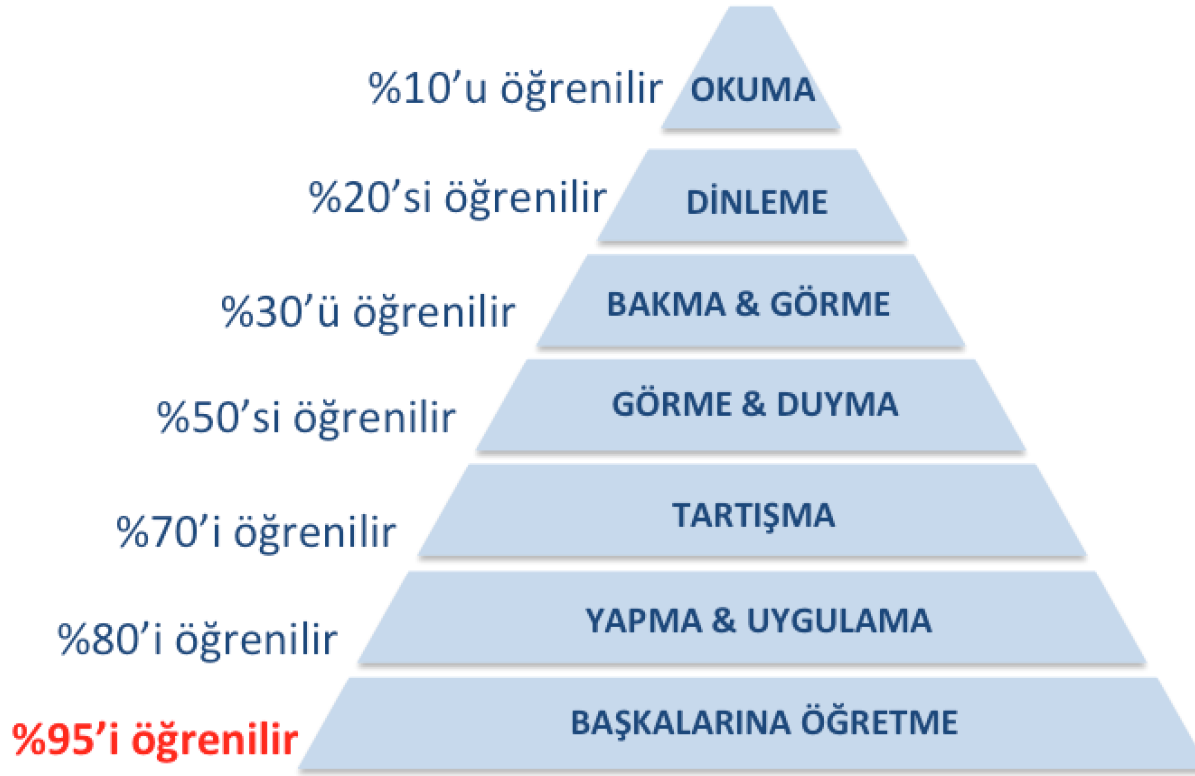 %10’u öğrenilir OKUMA
%20’si öğrenilir DİNLEME
%30’ü öğrenilir BAKMA & GÖRME
%50’si öğrenilir GÖRME & DUYMA
%70’i öğrenilir TARTIŞMA
%80’i öğrenilir YAPMA & UYGULAMA
%95’i öğrenilir BAŞKALARINA ÖĞRETME